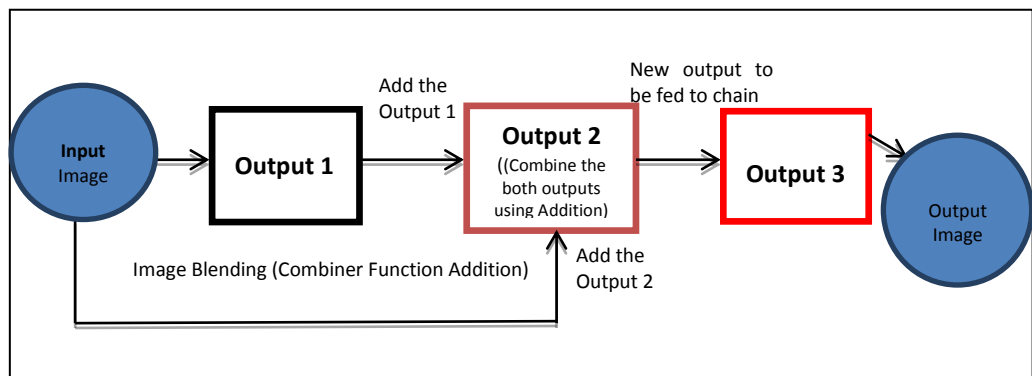 Input
Image
Output 1
Add the
Output 1
Output 2
((Combine the
both outputs
using Addition)
New output to
be fed to chain
Output 3
Output
Image
Image Blending (Combiner Function Addition)
Add the
Output 2